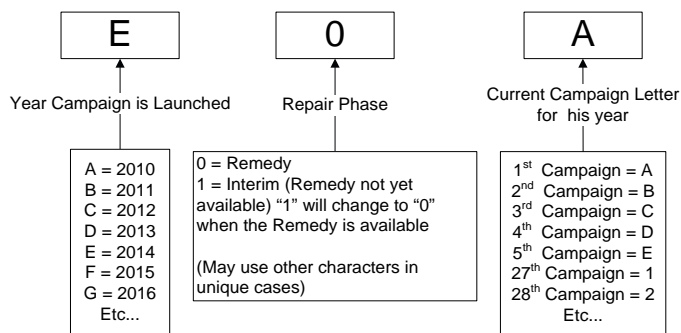 E 0 A
Year Campaign is Launched
Repair Phase
Current Campaign Letter
for his year
A = 2010
B = 2011
C = 2012
D = 2013
E = 2014
F = 2015
G = 2016
Etc...
0 = Remedy
1 = Interim (Remedy not yet
available) “1” will change to “0”
when the Remedy is available
(May use other characters in
unique cases)
1st Campaign = A
2nd Campaign = B
3rd Campaign = C
4th Campaign = D
5th Campaign = E
27th Campaign = 1
28th Campaign = 2
Etc...